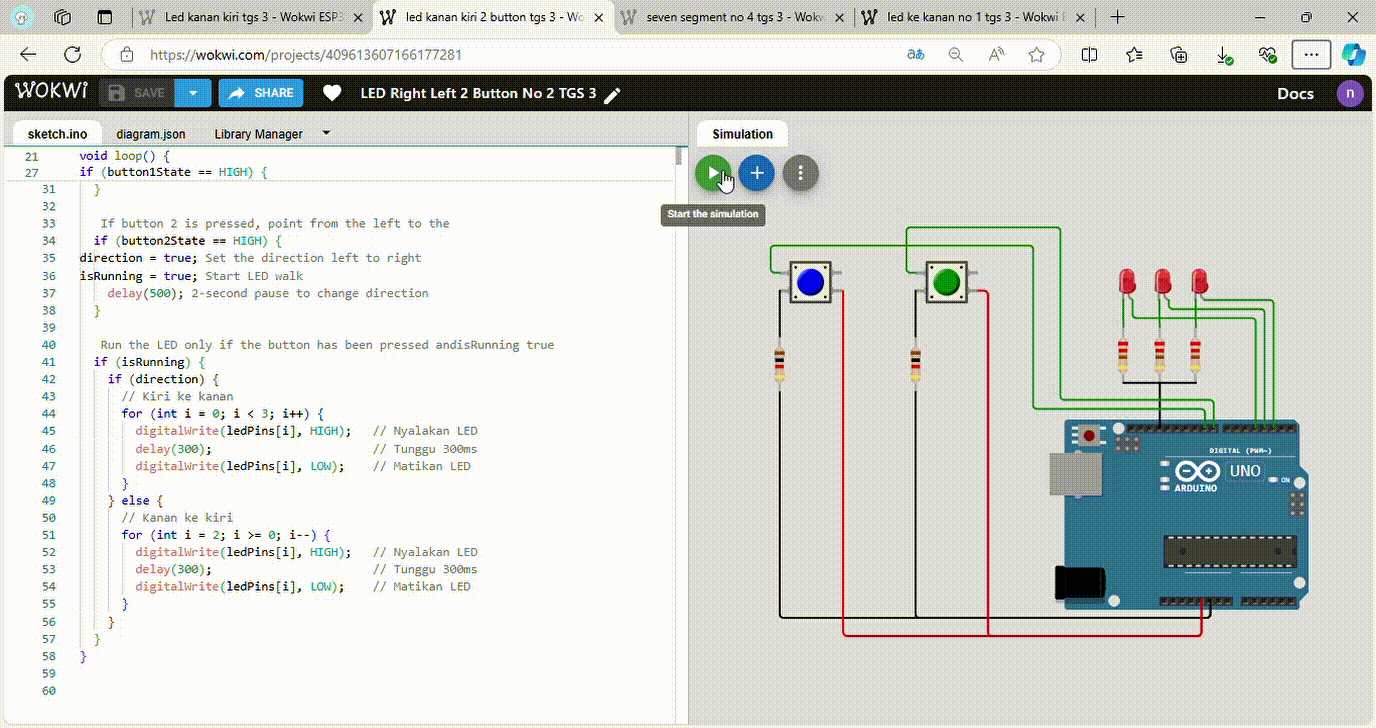 Led kanan kiri tgs 3 - Wokwi ESP3
led kanan kiri 2 button tgs 3 - Wo
seven segment no 4 tgs 3 - Wokw
led ke kanan no 1 tgs 3 - Wokwi E
https://wokwi.com/projects/409613607166177281
WOKWi SAVE SHARE LED Right Left 2 Button No 2 TGS 3 Docs n
sketch.ino diagram.json Library Manager
Simulation
Start the simulation
21 void loop() {
27 if (button1State == HIGH) {
31 }
32
33 If button 2 is pressed, point from the left to the
34 if (button2State == HIGH) {
35 direction = true; Set the direction left to right
36 isRunning = true; Start LED walk
37 delay(500); 2-second pause to change direction
38 }
39
40 Run the LED only if the button has been pressed andisRunning true
41 if (isRunning) {
42 if (direction) {
43 // Kiri ke kanan
44 for (int i = 0; i < 3; i++) {
45 digitalWrite(ledPins[i], HIGH); // Nyalakan LED
46 delay(300); // Tunggu 300ms
47 digitalWrite(ledPins[i], LOW); // Matikan LED
48 }
49 } else {
50 // Kanan ke kiri
51 for (int i = 2; i >= 0; i--) {
52 digitalWrite(ledPins[i], HIGH); // Nyalakan LED
53 delay(300); // Tunggu 300ms
54 digitalWrite(ledPins[i], LOW); // Matikan LED
55 }
56 }
57 }
58 }
59
60
DIGITAL (PWM~)
UNO
ON
ARDUINO